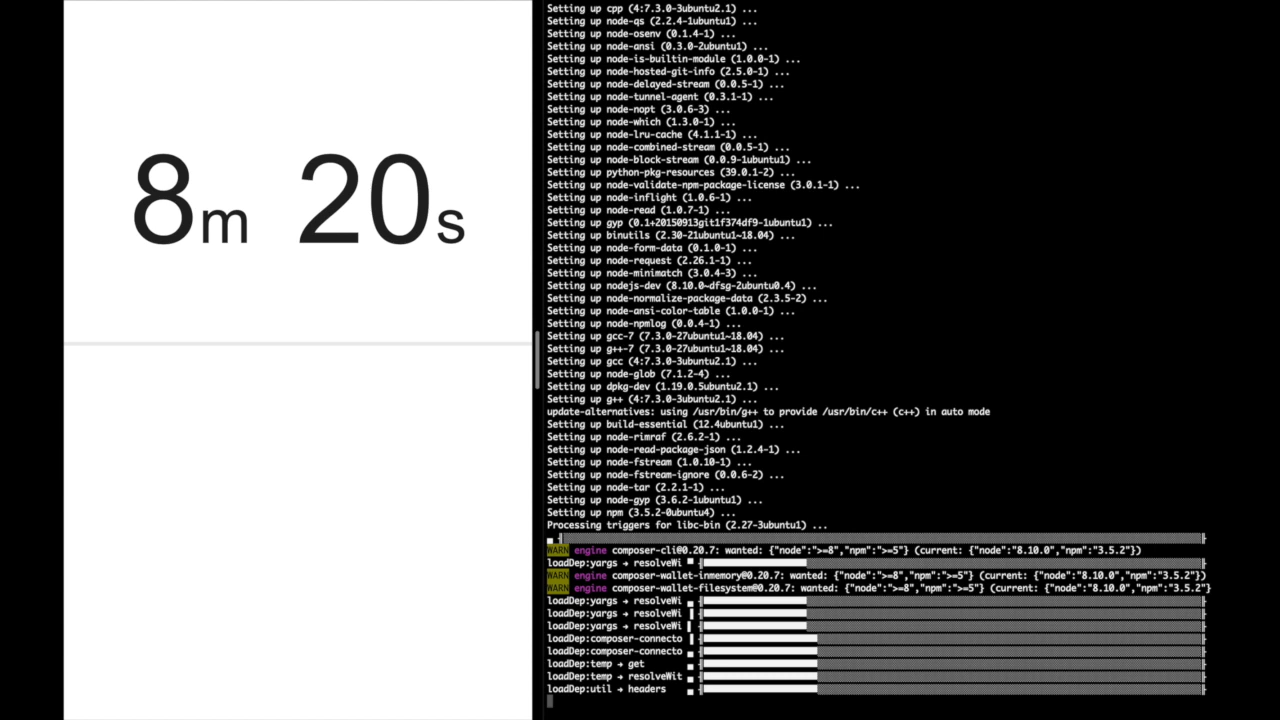 8m 20s
Setting up cpp (4:7.3.0-3ubuntu2.1) ...
Setting up node-qs (2.2.4-1ubuntu1) ...
Setting up node-osenv (0.1.4-1) ...
Setting up node-ansi (0.3.0-2ubuntu1) ...
Setting up node-is-builtin-module (1.0.0-1) ...
Setting up node-hosted-git-info (2.5.0-1) ...
Setting up node-delayed-stream (0.0.5-1) ...
Setting up node-tunnel-agent (0.3.1-1) ...
Setting up node-nopt (3.0.6-3) ...
Setting up node-which (1.3.0-1) ...
Setting up node-lru-cache (4.1.1-1) ...
Setting up node-combined-stream (0.0.5-1) ...
Setting up node-block-stream (0.0.9-1ubuntu1) ...
Setting up python-pkg-resources (39.0.1-2) ...
Setting up node-validate-npm-package-license (3.0.1-1) ...
Setting up node-inflight (1.0.6-1) ...
Setting up node-read (1.0.7-1) ...
Setting up gyp (0.1+20150913git1f374df9-1ubuntu1) ...
Setting up binutils (2.30-21ubuntu1~18.04) ...
Setting up node-form-data (0.1.0-1) ...
Setting up node-request (2.26.1-1) ...
Setting up node-minimatch (3.0.4-3) ...
Setting up nodejs-dev (8.10.0~dfsg-2ubuntu0.4) ...
Setting up node-normalize-package-data (2.3.5-2) ...
Setting up node-ansi-color-table (1.0.0-1) ...
Setting up node-npmlog (0.0.4-1) ...
Setting up gcc-7 (7.3.0-27ubuntu1~18.04) ...
Setting up g++-7 (7.3.0-27ubuntu1~18.04) ...
Setting up gcc (4:7.3.0-3ubuntu2.1) ...
Setting up node-glob (7.1.2-4) ...
Setting up dpkg-dev (1.19.0.5ubuntu2.1) ...
Setting up g++ (4:7.3.0-3ubuntu2.1) ...
update-alternatives: using /usr/bin/g++ to provide /usr/bin/c++ (c++) in auto mode
Setting up build-essential (12.4ubuntu1) ...
Setting up node-rimraf (2.6.2-1) ...
Setting up node-read-package-json (1.2.4-1) ...
Setting up node-fstream (1.0.10-1) ...
Setting up node-fstream-ignore (0.0.6-2) ...
Setting up node-tar (2.2.1-1) ...
Setting up node-gyp (3.6.2-1ubuntu1) ...
Setting up npm (3.5.2-0ubuntu4) ...
Processing triggers for libc-bin (2.27-3ubuntu1) ...
WARN engine composer-cli@0.20.7: wanted: {"node":">=8","npm":">=5"} (current: {"node":"8.10.0","npm":"3.5.2"})
loadDep:yargs → resolveWi
WARN engine composer-wallet-inmemory@0.20.7: wanted: {"node":">=8","npm":">=5"} (current: {"node":"8.10.0","npm":"3.5.2"})
WARN engine composer-wallet-filesystem@0.20.7: wanted: {"node":">=8","npm":">=5"} (current: {"node":"8.10.0","npm":"3.5.2"}
loadDep:yargs → resolveWi
loadDep:yargs → resolveWi
loadDep:yargs → resolveWi
loadDep:composer-connecto
loadDep:composer-connecto
loadDep:temp → get
loadDep:temp → resolveWit
loadDep:util → headers